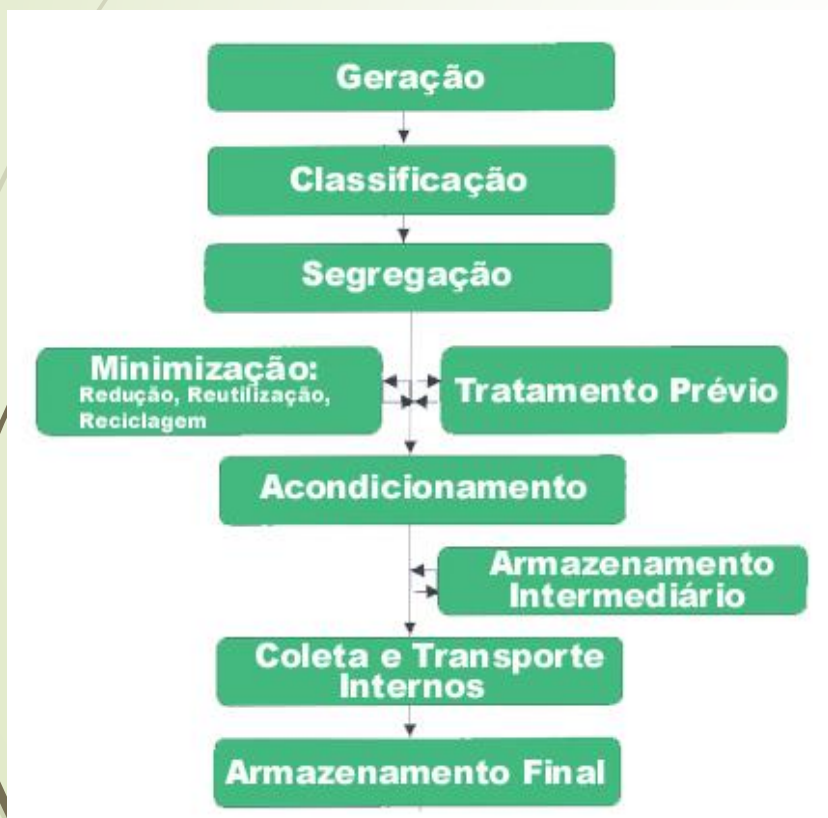 Geração
Classificação
Segregação
Minimização:
Redução, Reutilização,
Reciclagem
Tratamento Prévio
Acondicionamento
Armazenamento
Intermediário
Coleta e Transporte
Internos
Armazenamento Final